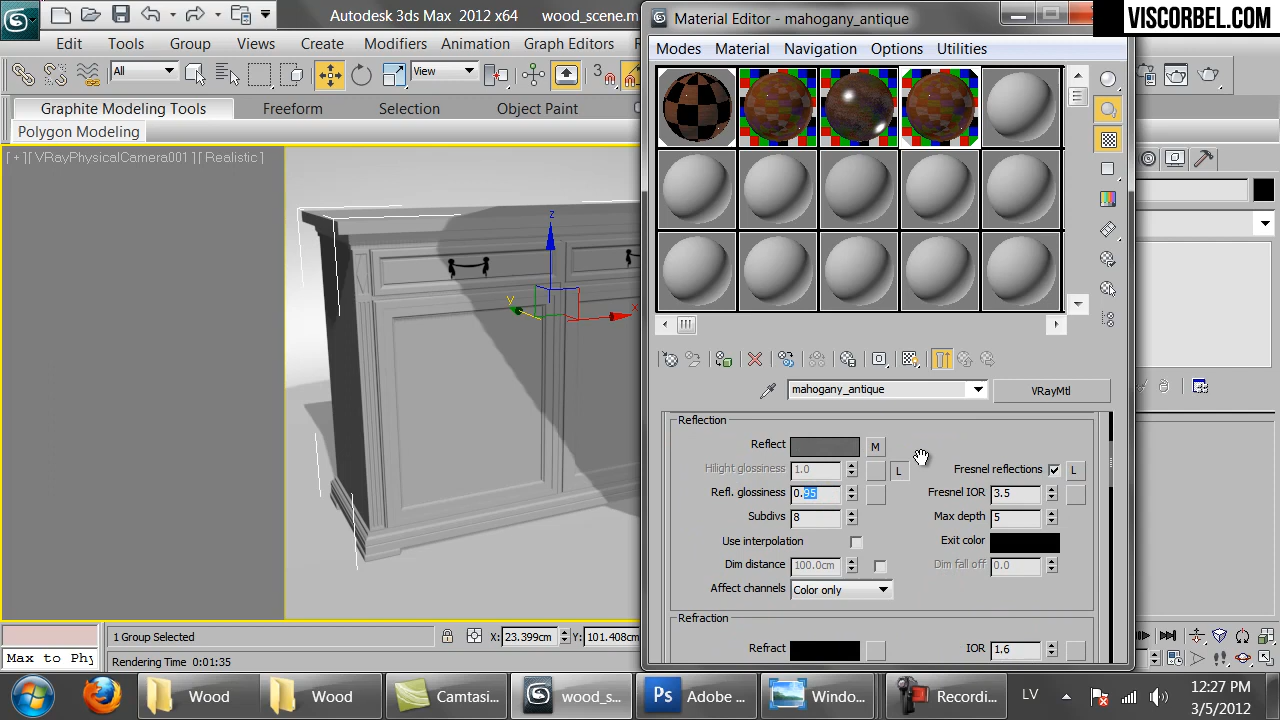 Autodesk 3ds Max 2012 x64 wood_scene.m
Material Editor - mahogany_antique
VISCORBEL.COM
Edit Tools Group Views Create Modifiers Animation Graph Editors
Modes Material Navigation Options Utilities
All
View
3
Graphite Modeling Tools Freeform Selection Object Paint
Polygon Modeling
[ + ] [ VRayPhysicalCamera001 ] [ Realistic ]
z
y
x
mahogany_antique
VRayMtl
Reflection
Reflect M
Hilight glossiness 1.0 L Fresnel reflections L
Refl. glossiness 0.95 Fresnel IOR 3.5
Subdivs 8 Max depth 5
Use interpolation Exit color
Dim distance 100.0cm Dim fall off 0.0
Affect channels Color only
Refraction
Refract IOR 1.6
1 Group Selected X: 23.399cm Y: 101.408cm
Max to Phy Rendering Time 0:01:35
Wood Wood Camtasi... wood_s... Ps Adobe ... Windo... Recordi... LV
12:27 PM
3/5/2012